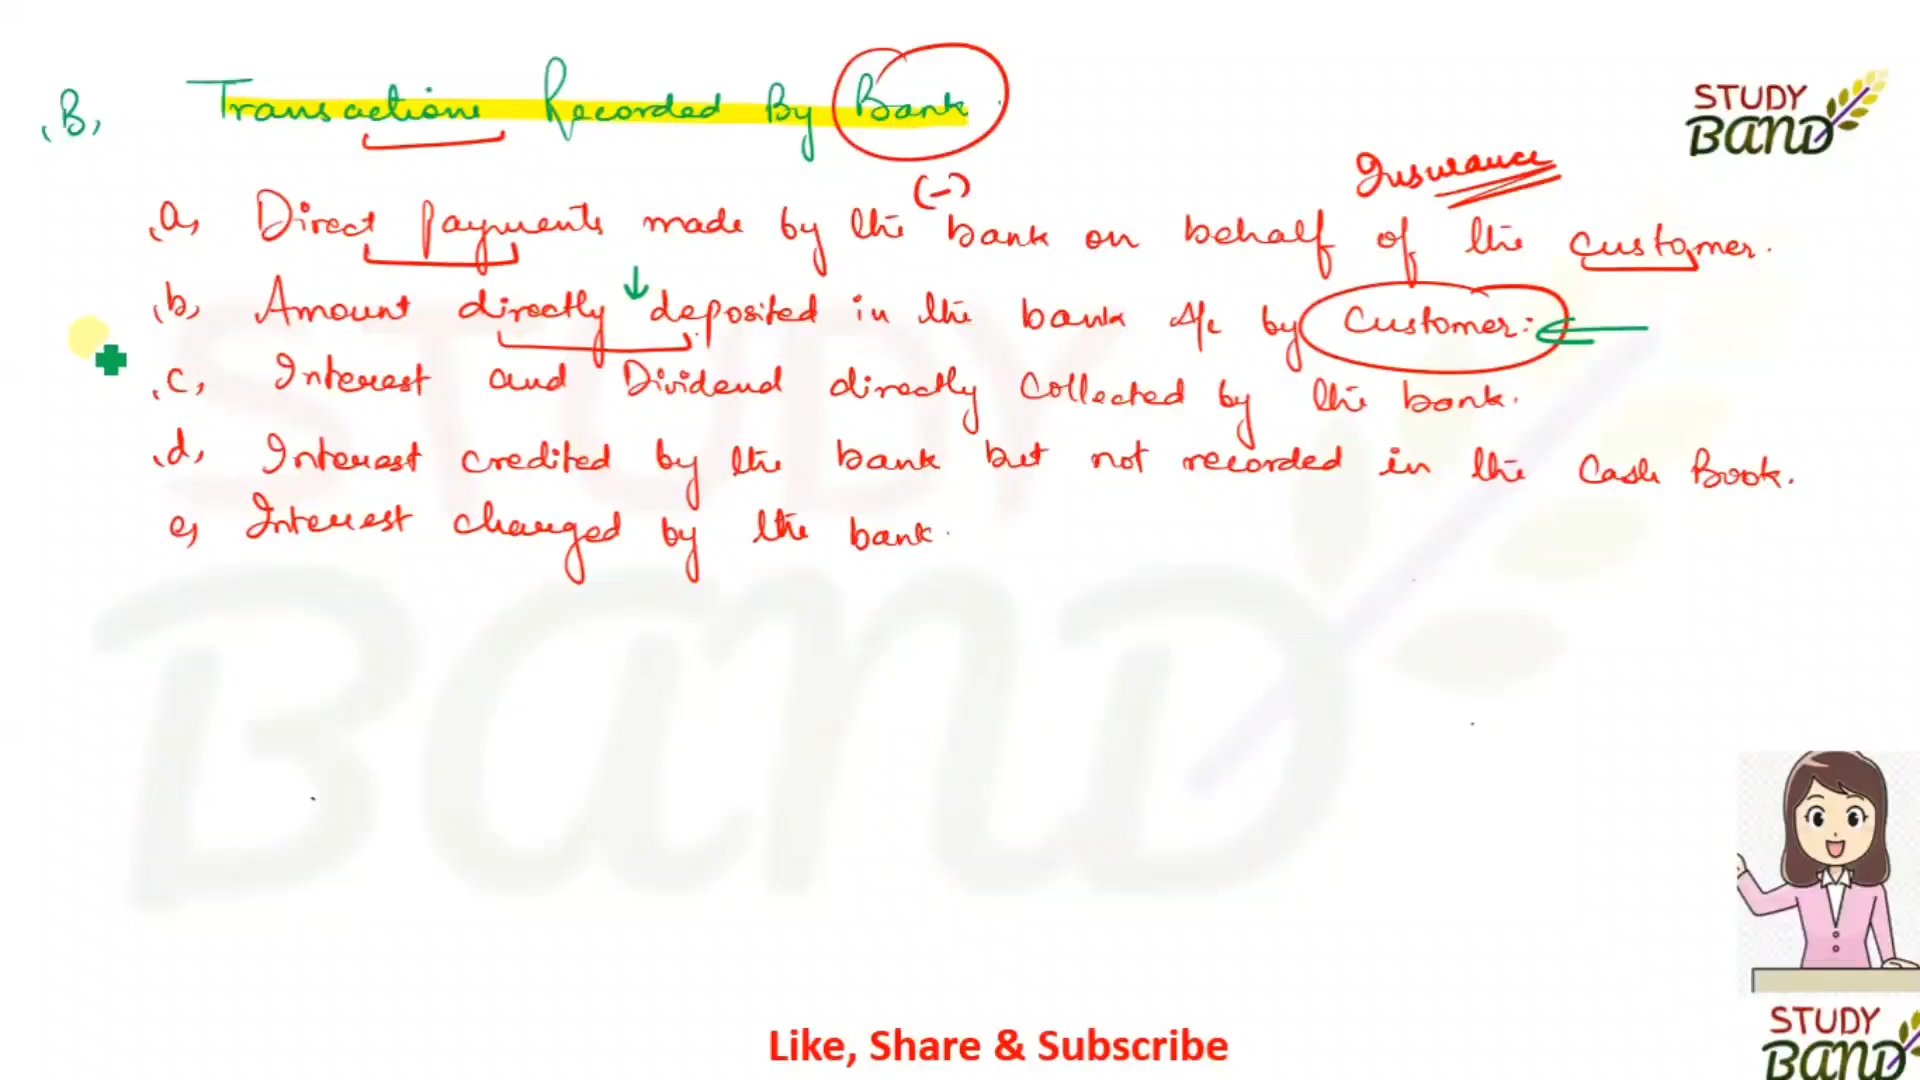 (B) Transactions Recorded By Bank.
STUDY
BAND
Insurance
(-)
(a) Direct payments made by the bank on behalf of the customer.
(b) Amount directly deposited in the bank A/c by Customer:
(c) Interest and Dividend directly collected by the bank.
(d) Interest credited by the bank but not recorded in the Cash Book.
e) Interest charged by the bank.
STUDY
BAND
Like, Share & Subscribe
STUDY
BAND